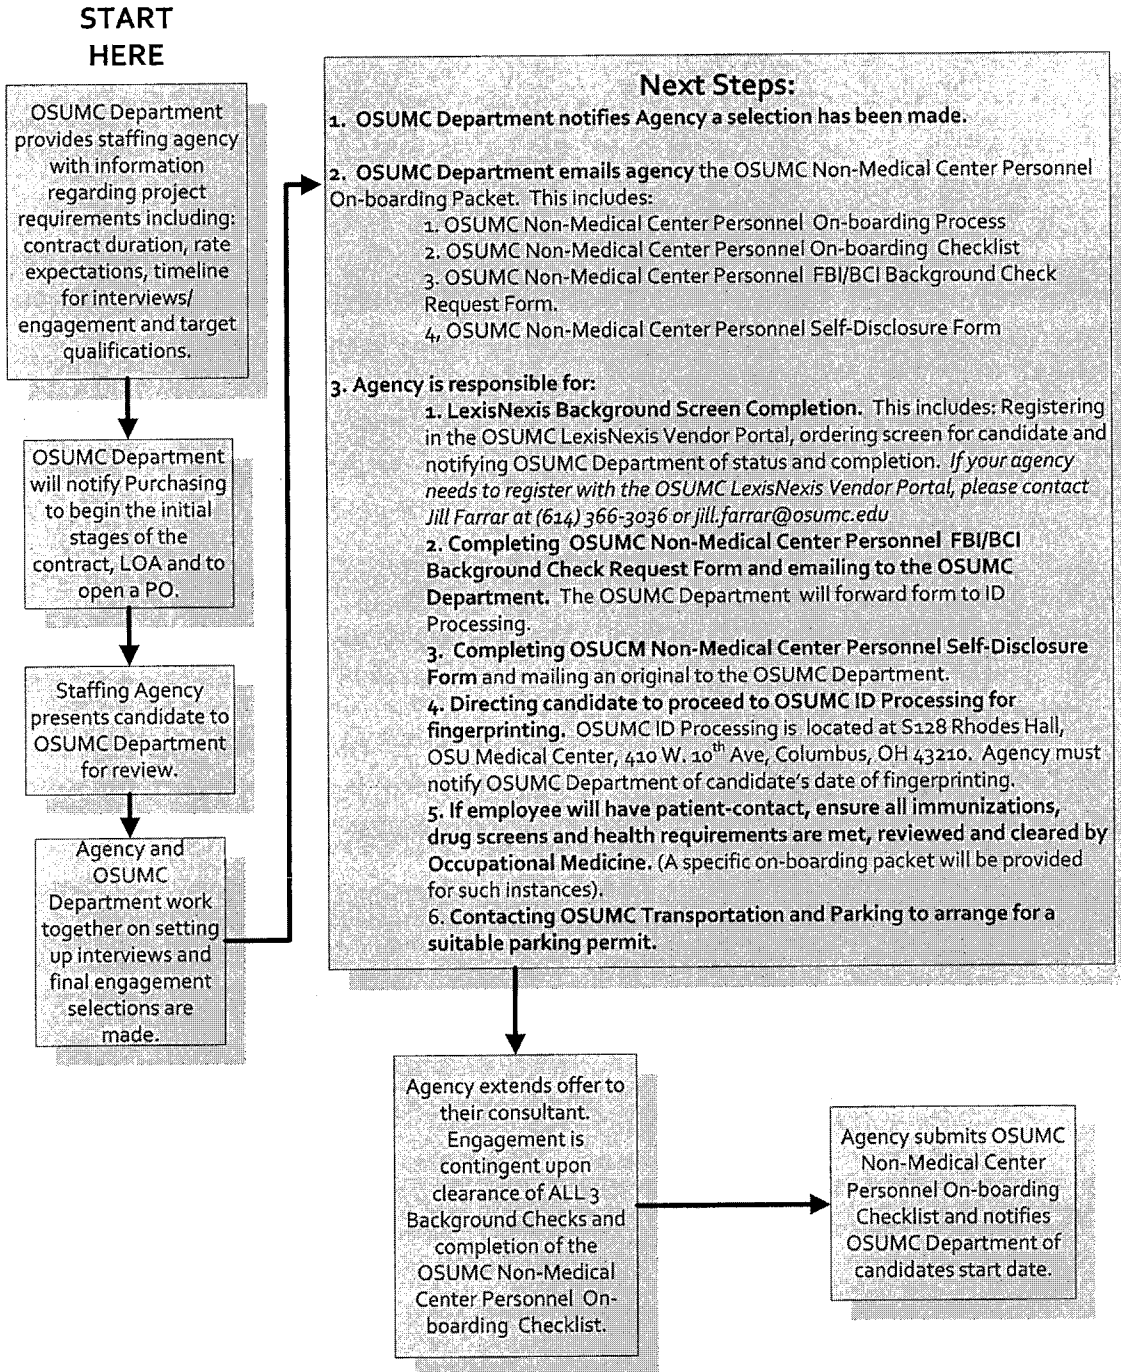 START
HERE
OSUMC Department
provides staffing agency
with information
regarding project
requirements including:
contract duration, rate
expectations, timeline
for interviews/
engagement and target
qualifications.
OSUMC Department
will notify Purchasing
to begin the initial
stages of the
contract, LOA and to
open a PO.
Staffing Agency
presents candidate to
OSUMC Department
for review.
Agency and
OSUMC
Department work
together on setting
up interviews and
final engagement
selections are
made.
Next Steps:
1. OSUMC Department notifies Agency a selection has been made.
2. OSUMC Department emails agency the OSUMC Non-Medical Center Personnel
On-boarding Packet. This includes:
1. OSUMC Non-Medical Center Personnel On-boarding Process
2. OSUMC Non-Medical Center Personnel On-boarding Checklist
3. OSUMC Non-Medical Center Personnel FBI/BCI Background Check
Request Form.
4, OSUMC Non-Medical Center Personnel Self-Disclosure Form
3. Agency is responsible for:
1. LexisNexis Background Screen Completion. This includes: Registering
in the OSUMC LexisNexis Vendor Portal, ordering screen for candidate and
notifying OSUMC Department of status and completion. If your agency
needs to register with the OSUMC LexisNexis Vendor Portal, please contact
Jill Farrar at (614) 366-3036 or jill.farrar@osumc.edu
2. Completing OSUMC Non-Medical Center Personnel FBI/BCI
Background Check Request Form and emailing to the OSUMC
Department. The OSUMC Department will forward form to ID
Processing.
3. Completing OSUCM Non-Medical Center Personnel Self-Disclosure
Form and mailing an original to the OSUMC Department.
4. Directing candidate to proceed to OSUMC ID Processing for
fingerprinting. OSUMC ID Processing is located at S128 Rhodes Hall,
OSU Medical Center, 410 W. 10th Ave, Columbus, OH 43210. Agency must
notify OSUMC Department of candidate's date of fingerprinting.
5. If employee will have patient-contact, ensure all immunizations,
drug screens and health requirements are met, reviewed and cleared by
Occupational Medicine. (A specific on-boarding packet will be provided
for such instances).
6. Contacting OSUMC Transportation and Parking to arrange for a
suitable parking permit.
Agency extends offer to
their consultant.
Engagement is
contingent upon
clearance of ALL 3
Background Checks and
completion of the
OSUMC Non-Medical
Center Personnel On-
boarding Checklist.
Agency submits OSUMC
Non-Medical Center
Personnel On-boarding
Checklist and notifies
OSUMC Department of
candidates start date.